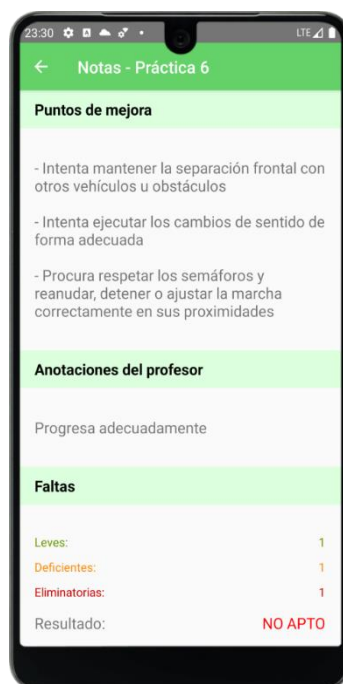 23:30
LTE
Notas - Práctica 6
Puntos de mejora
- Intenta mantener la separación frontal con
otros vehículos u obstáculos
- Intenta ejecutar los cambios de sentido de
forma adecuada
- Procura respetar los semáforos y
reanudar, detener o ajustar la marcha
correctamente en sus proximidades
Anotaciones del profesor
Progresa adecuadamente
Faltas
Leves: 1
Deficientes: 1
Eliminatorias: 1
Resultado: NO APTO